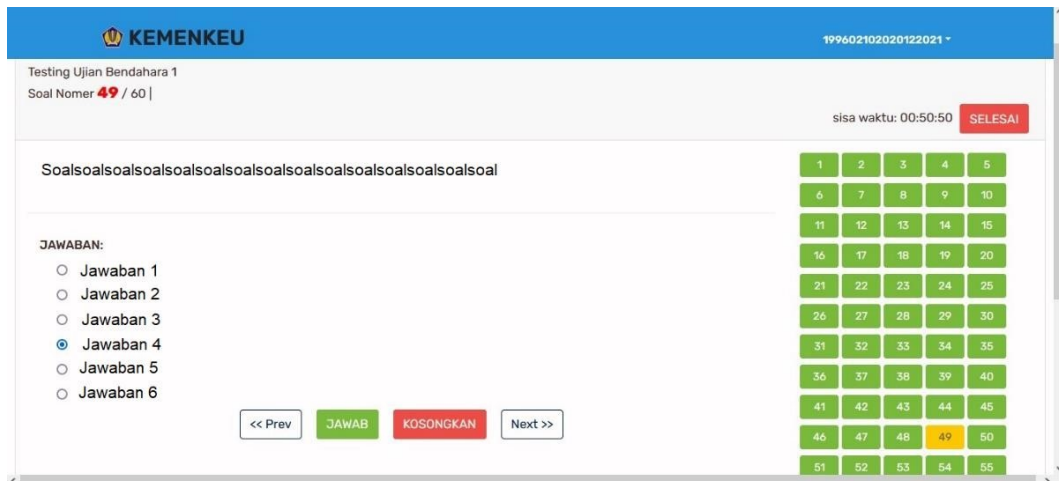 KEMENKEU
199602102020122021
Testing Ujian Bendahara 1
Soal Nomer 49 / 60 |
sisa waktu: 00:50:50 SELESAI
Soalsoalsoalsoalsoalsoalsoalsoalsoalsoalsoalsoalsoalsoalsoal
JAWABAN:
Jawaban 1
Jawaban 2
Jawaban 3
Jawaban 4
Jawaban 5
Jawaban 6
<< Prev JAWAB KOSONGKAN Next >>
1 2 3 4 5
6 7 8 9 10
11 12 13 14 15
16 17 18 19 20
21 22 23 24 25
26 27 28 29 30
31 32 33 34 35
36 37 38 39 40
41 42 43 44 45
46 47 48 49 50
51 52 53 54 55